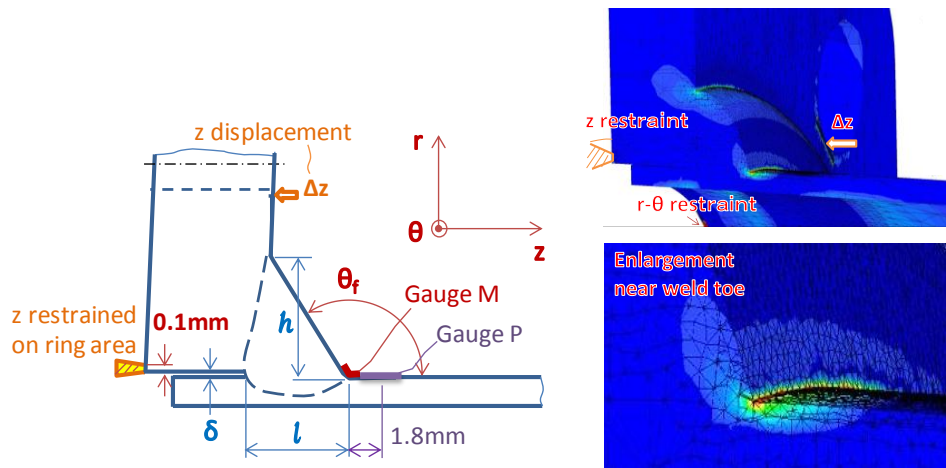 z displacement
Δz
r
θ
z
θf
h
Gauge M
Gauge P
z restrained
on ring area
0.1mm
δ
l
1.8mm
z restraint
Δz
r-θ restraint
Enlargement
near weld toe